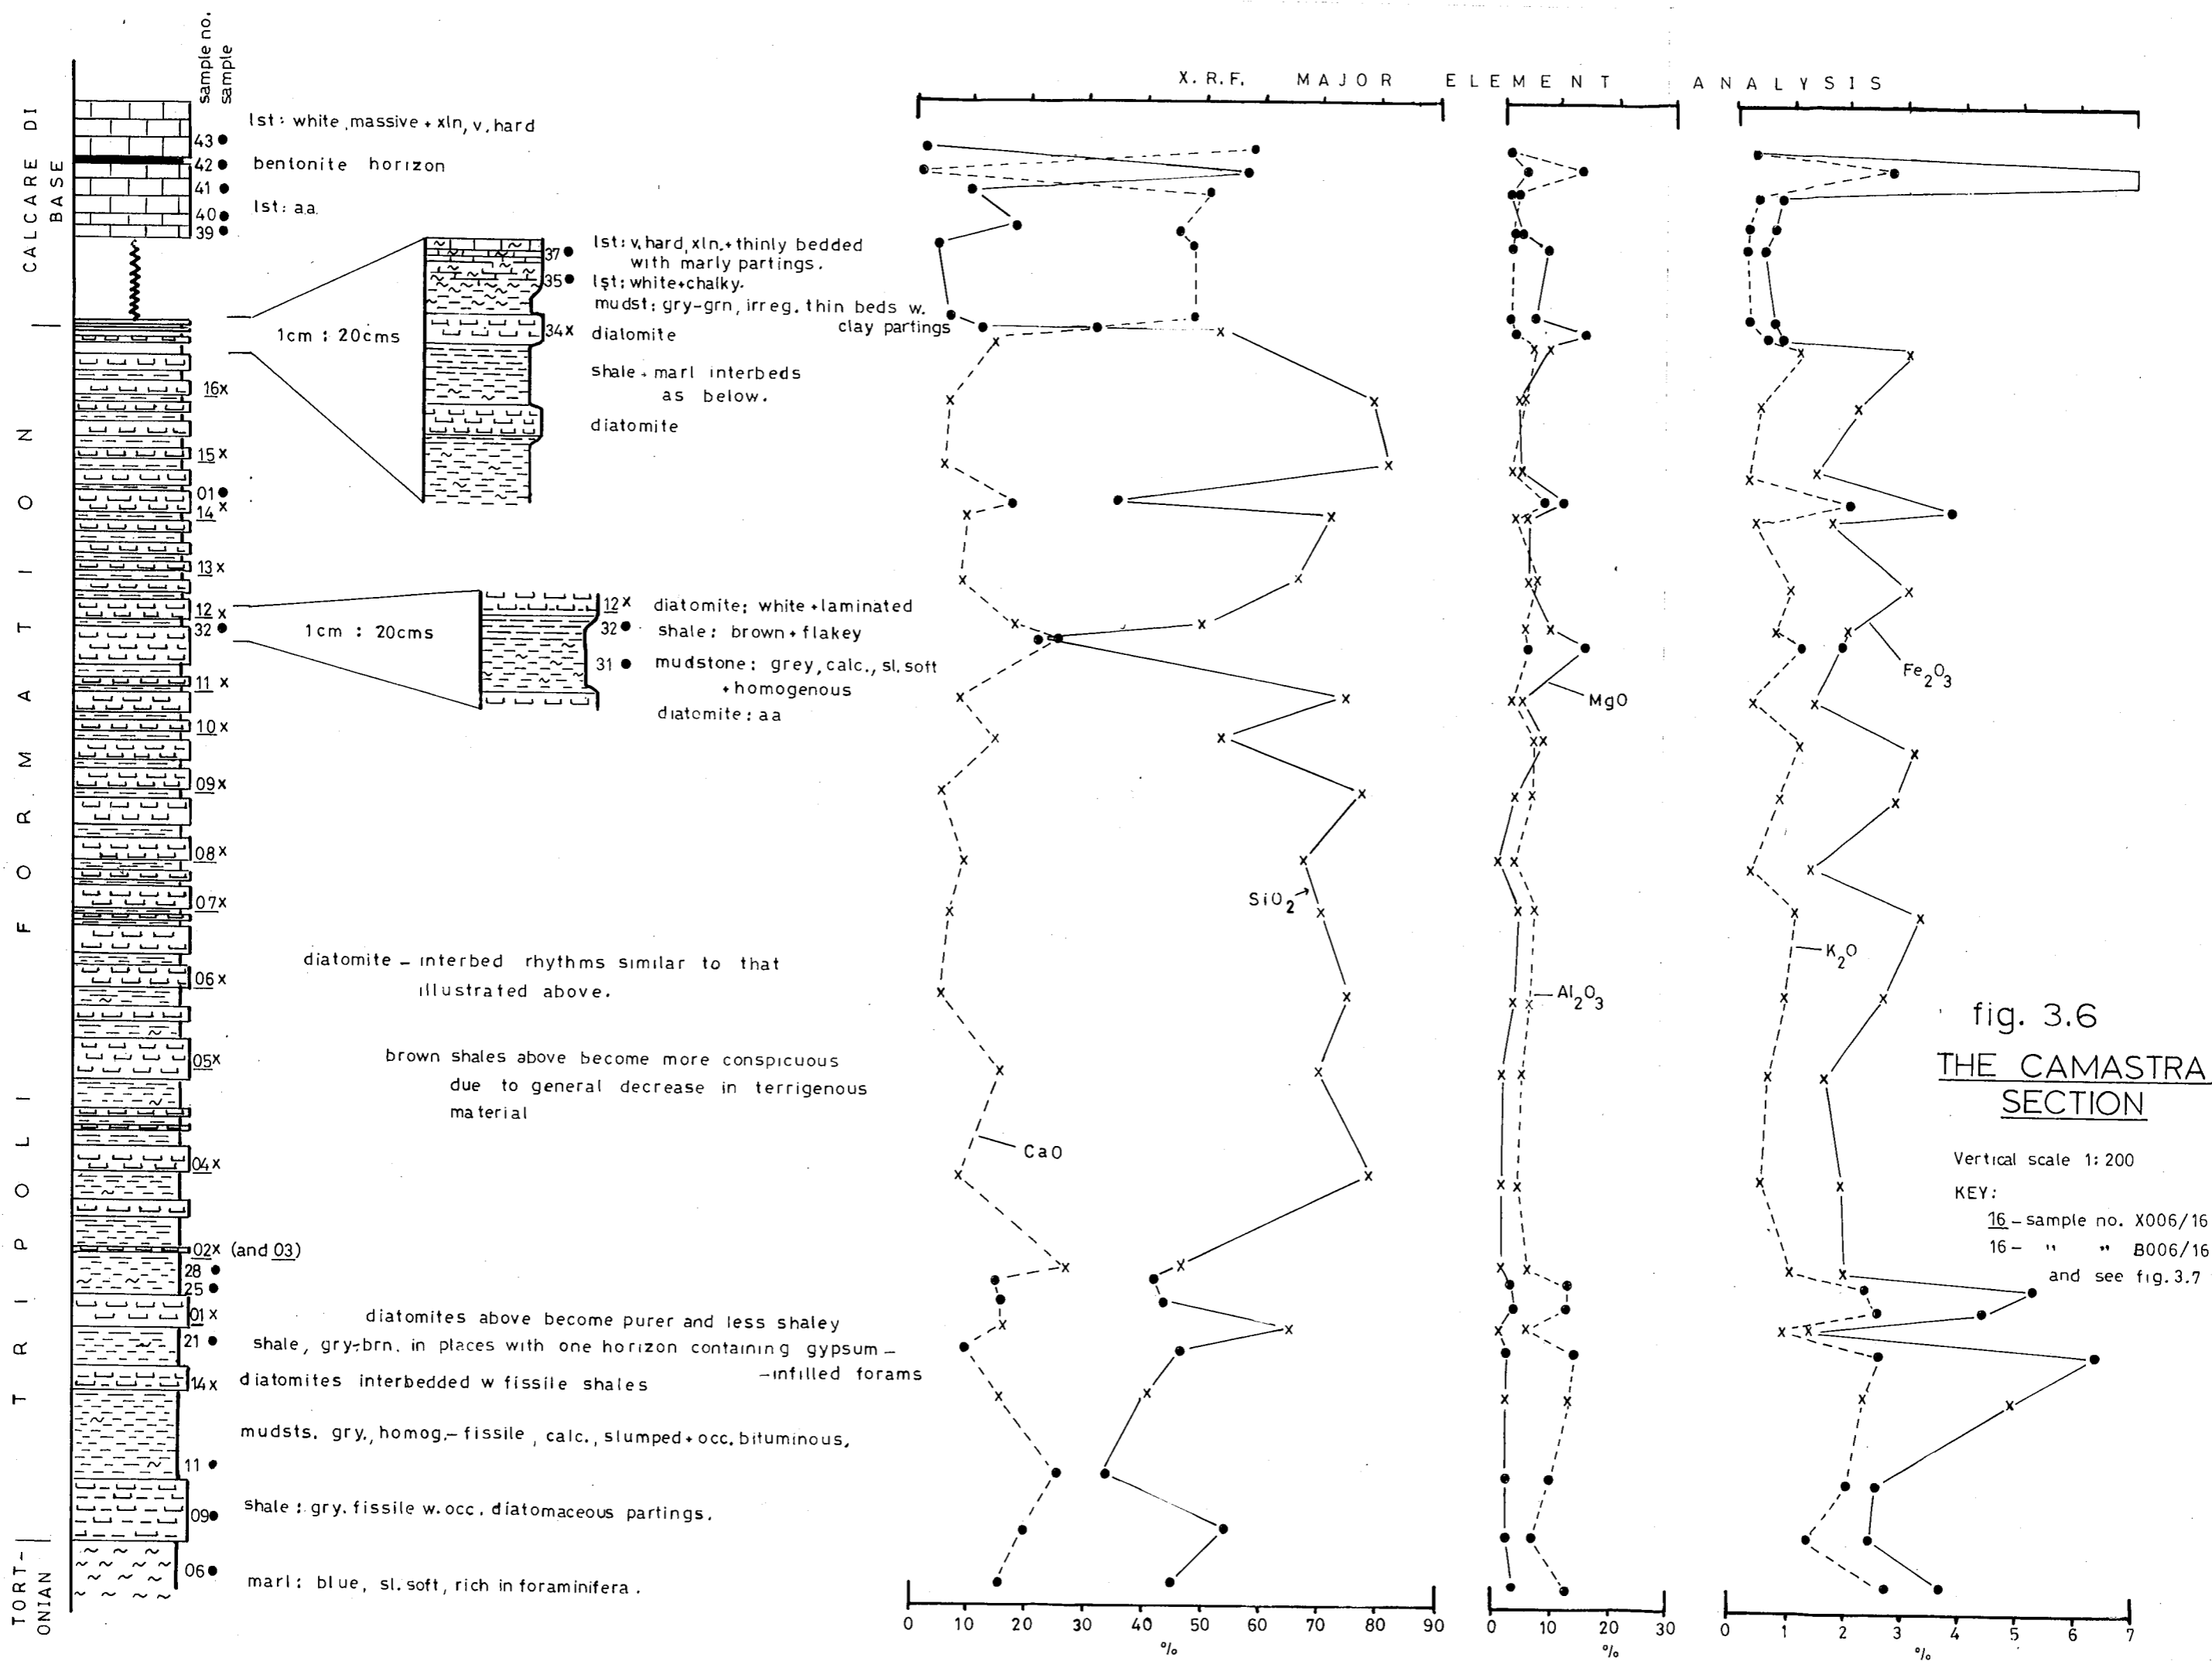 X.R.F. MAJOR ELEMENT ANALYSIS
sample no.
sample
CALCARE DI
BASE
TRIPOLI FORMATION
TORT-
ONIAN
43
42
41
40
39
16x
15x
01
14x
13x
12x
32
11x
10x
09x
08x
07x
06x
05x
04x
02x (and 03)
28
25
01x
21
14x
11
09
06
lst: white, massive + xln, v. hard
bentonite horizon
lst: a.a.
1cm : 20cms
37
35
34x
lst: v. hard, xln. + thinly bedded
with marly partings.
lst: white + chalky.
mudst: gry-grn, irreg. thin beds w.
clay partings
diatomite
shale + marl interbeds
as below.
diatomite
1cm : 20cms
12x
32
31
diatomite: white + laminated
shale: brown + flakey
mudstone: grey, calc., sl. soft
+ homogenous
diatomite: aa
diatomite – interbed rhythms similar to that
illustrated above.
brown shales above become more conspicuous
due to general decrease in terrigenous
material
diatomites above become purer and less shaley
shale, gry-brn. in places with one horizon containing gypsum –
–infilled forams
diatomites interbedded w fissile shales
mudsts. gry., homog.– fissile, calc., slumped + occ. bituminous.
shale: gry. fissile w. occ. diatomaceous partings.
marl: blue, sl. soft, rich in foraminifera.
SiO2
CaO
MgO
Al2O3
Fe2O3
K2O
0 10 20 30 40 50 60 70 80 90
%
0 10 20 30
%
0 1 2 3 4 5 6 7
%
fig. 3.6
THE CAMASTRA
SECTION
Vertical scale 1:200
KEY:
16 – sample no. X006/16
16 – " " B006/16
and see fig. 3.7